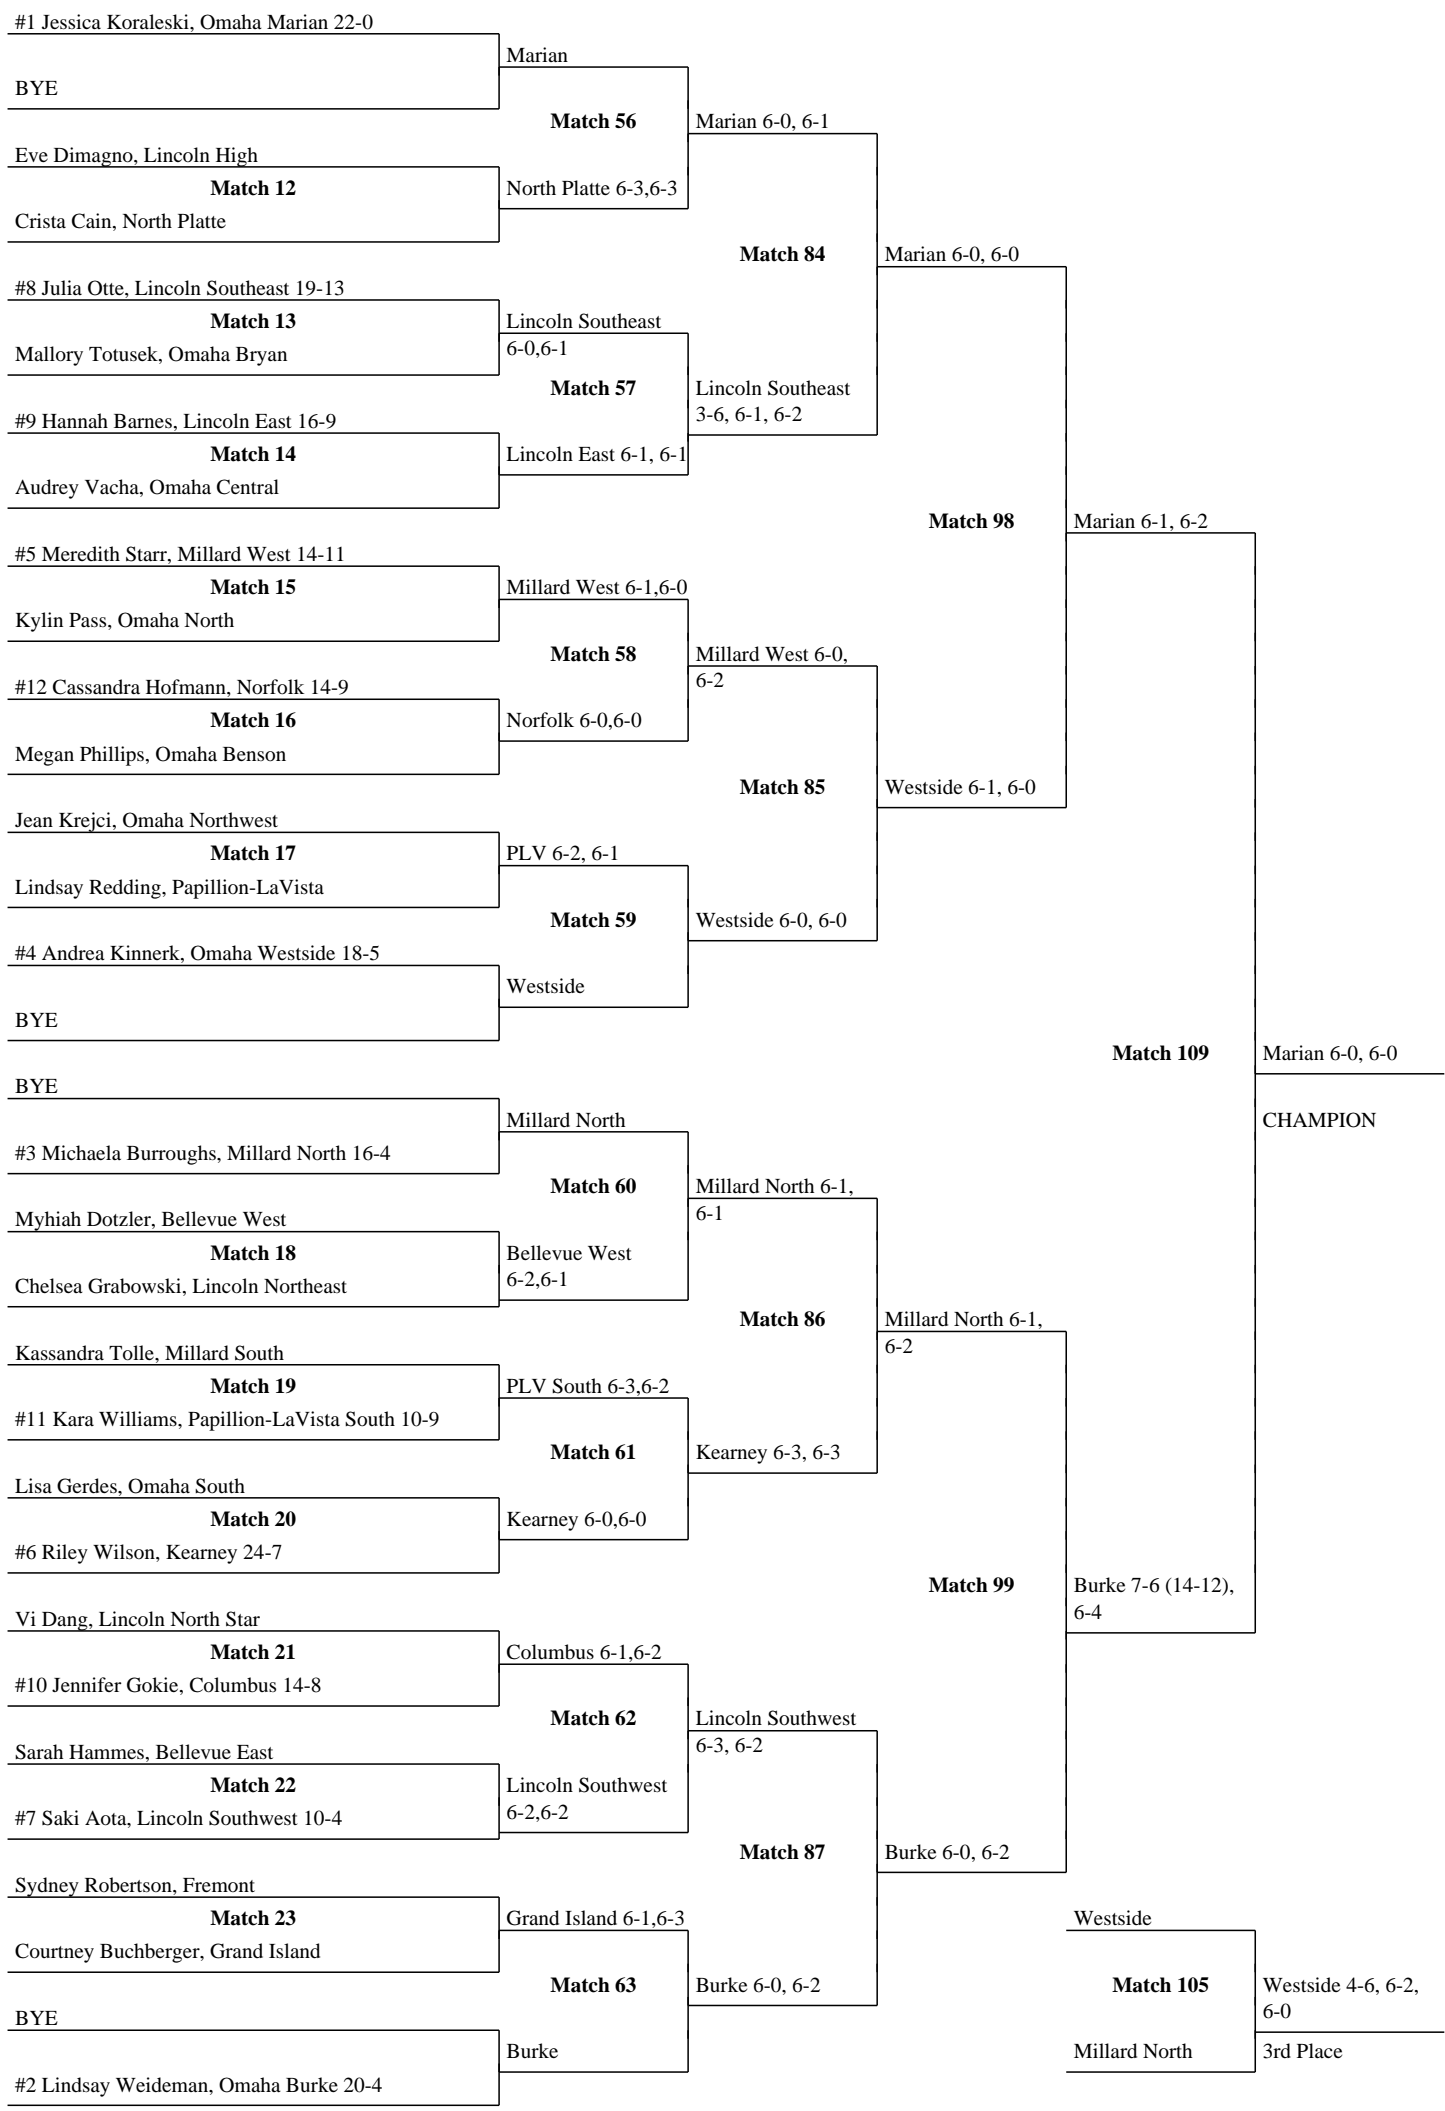 #1 Jessica Koraleski, Omaha Marian 22-0
Marian
BYE
Match 56
Marian 6-0, 6-1
Eve Dimagno, Lincoln High
Match 12
North Platte 6-3,6-3
Crista Cain, North Platte
Match 84
Marian 6-0, 6-0
#8 Julia Otte, Lincoln Southeast 19-13
Match 13
Lincoln Southeast
6-0,6-1
Mallory Totusek, Omaha Bryan
Match 57
Lincoln Southeast
3-6, 6-1, 6-2
#9 Hannah Barnes, Lincoln East 16-9
Match 14
Lincoln East 6-1, 6-1
Audrey Vacha, Omaha Central
Match 98
Marian 6-1, 6-2
#5 Meredith Starr, Millard West 14-11
Match 15
Millard West 6-1,6-0
Kylin Pass, Omaha North
Match 58
Millard West 6-0,
6-2
#12 Cassandra Hofmann, Norfolk 14-9
Match 16
Norfolk 6-0,6-0
Megan Phillips, Omaha Benson
Match 85
Westside 6-1, 6-0
Jean Krejci, Omaha Northwest
Match 17
PLV 6-2, 6-1
Lindsay Redding, Papillion-LaVista
Match 59
Westside 6-0, 6-0
#4 Andrea Kinnerk, Omaha Westside 18-5
Westside
BYE
Match 109
Marian 6-0, 6-0
BYE
Millard North
CHAMPION
#3 Michaela Burroughs, Millard North 16-4
Match 60
Millard North 6-1,
6-1
Myhiah Dotzler, Bellevue West
Match 18
Bellevue West
6-2,6-1
Chelsea Grabowski, Lincoln Northeast
Match 86
Millard North 6-1,
6-2
Kassandra Tolle, Millard South
Match 19
PLV South 6-3,6-2
#11 Kara Williams, Papillion-LaVista South 10-9
Match 61
Kearney 6-3, 6-3
Lisa Gerdes, Omaha South
Match 20
Kearney 6-0,6-0
#6 Riley Wilson, Kearney 24-7
Match 99
Burke 7-6 (14-12),
6-4
Vi Dang, Lincoln North Star
Match 21
Columbus 6-1,6-2
#10 Jennifer Gokie, Columbus 14-8
Match 62
Lincoln Southwest
6-3, 6-2
Sarah Hammes, Bellevue East
Match 22
Lincoln Southwest
6-2,6-2
#7 Saki Aota, Lincoln Southwest 10-4
Match 87
Burke 6-0, 6-2
Sydney Robertson, Fremont
Match 23
Grand Island 6-1,6-3
Westside
Courtney Buchberger, Grand Island
Match 63
Burke 6-0, 6-2
Match 105
Westside 4-6, 6-2,
6-0
BYE
Burke
Millard North
3rd Place
#2 Lindsay Weideman, Omaha Burke 20-4